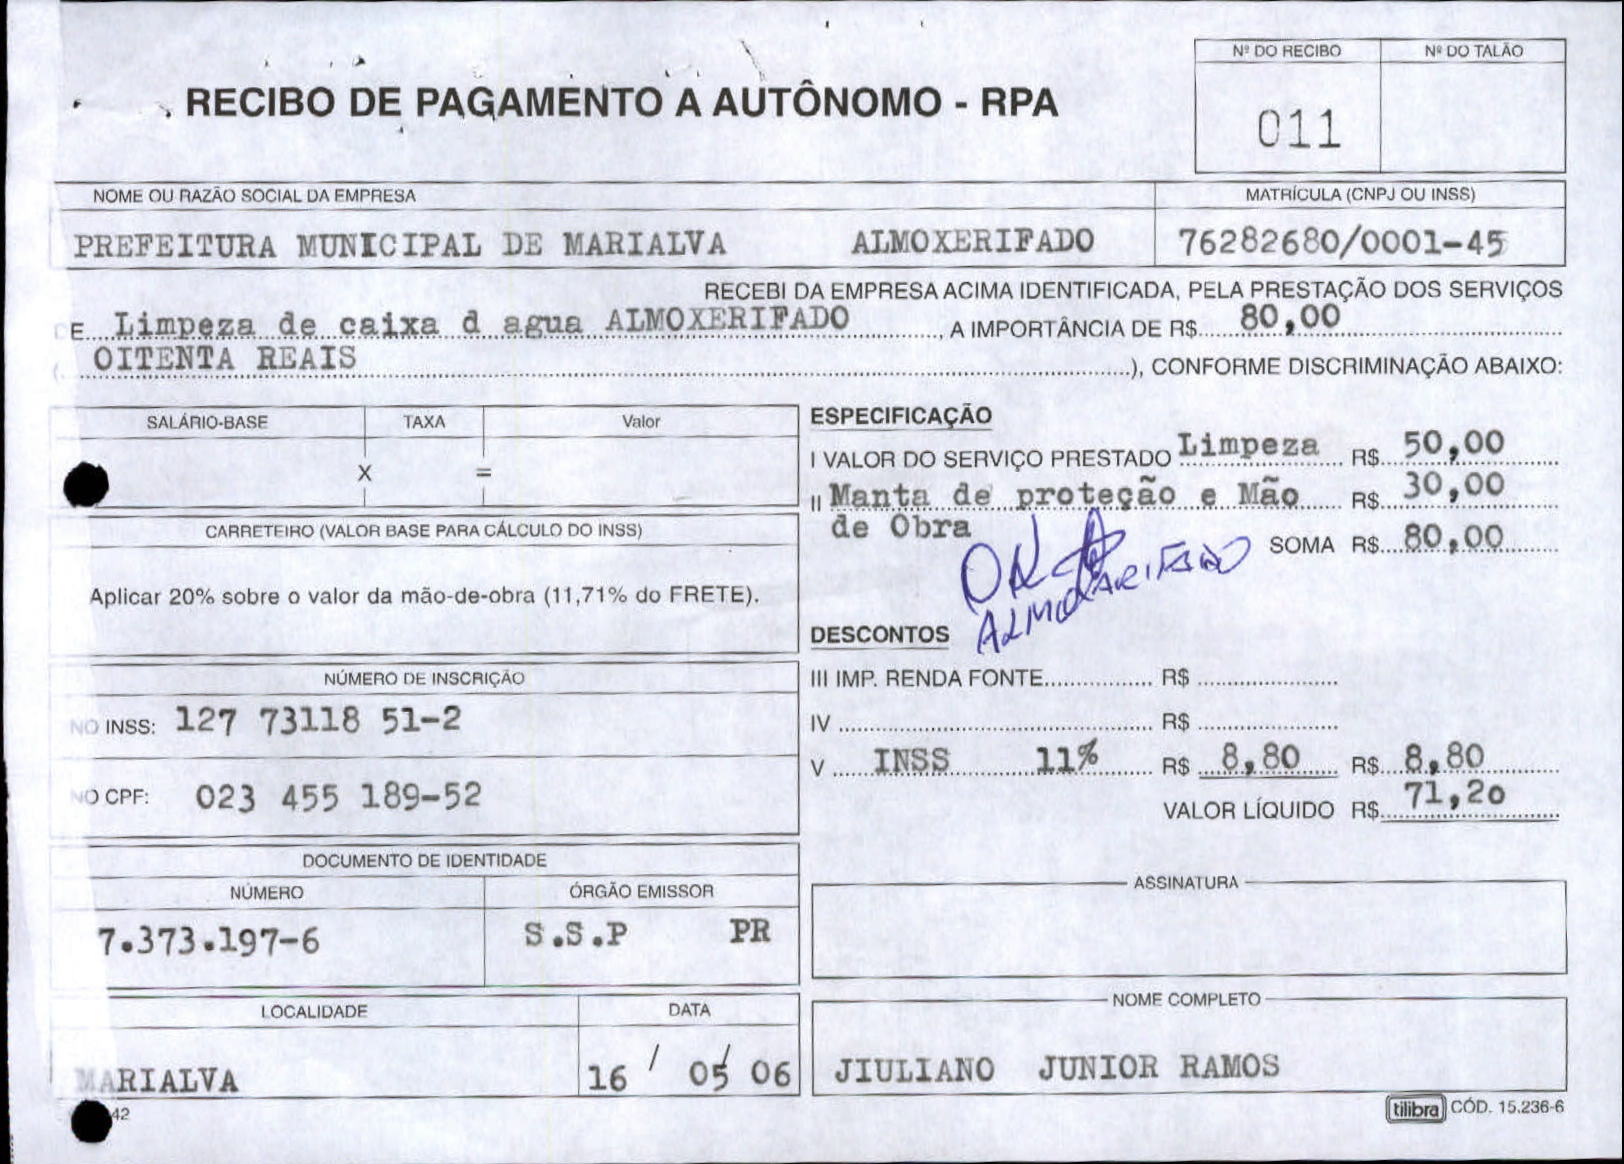 Nº DO RECIBO Nº DO TALÃO
RECIBO DE PAGAMENTO A AUTÔNOMO - RPA
011
NOME OU RAZÃO SOCIAL DA EMPRESA MATRÍCULA (CNPJ OU INSS)
PREFEITURA MUNICIPAL DE MARIALVA ALMOXERIFADO 76282680/0001-45
RECEBI DA EMPRESA ACIMA IDENTIFICADA, PELA PRESTAÇÃO DOS SERVIÇOS
DE Limpeza de caixa d agua ALMOXERIFADO, A IMPORTÂNCIA DE R$ 80,00
( OITENTA REAIS ), CONFORME DISCRIMINAÇÃO ABAIXO:
SALÁRIO-BASE TAXA Valor
X =
CARRETEIRO (VALOR BASE PARA CÁLCULO DO INSS)
Aplicar 20% sobre o valor da mão-de-obra (11,71% do FRETE).
NÚMERO DE INSCRIÇÃO
NO INSS: 127 73118 51-2
NO CPF: 023 455 189-52
DOCUMENTO DE IDENTIDADE
NÚMERO ÓRGÃO EMISSOR
7.373.197-6 S.S.P PR
LOCALIDADE DATA
MARIALVA 16 / 05 / 06
42
ESPECIFICAÇÃO
I VALOR DO SERVIÇO PRESTADO Limpeza R$ 50,00
II Manta de proteção e Mão R$ 30,00
de Obra
SOMA R$ 80,00
OK
ALMOXARIFADO
DESCONTOS
III IMP. RENDA FONTE R$
IV R$
V INSS 11% R$ 8,80 R$ 8,80
VALOR LÍQUIDO R$ 71,20
ASSINATURA
NOME COMPLETO
JIULIANO JUNIOR RAMOS
tilibra CÓD. 15.236-6